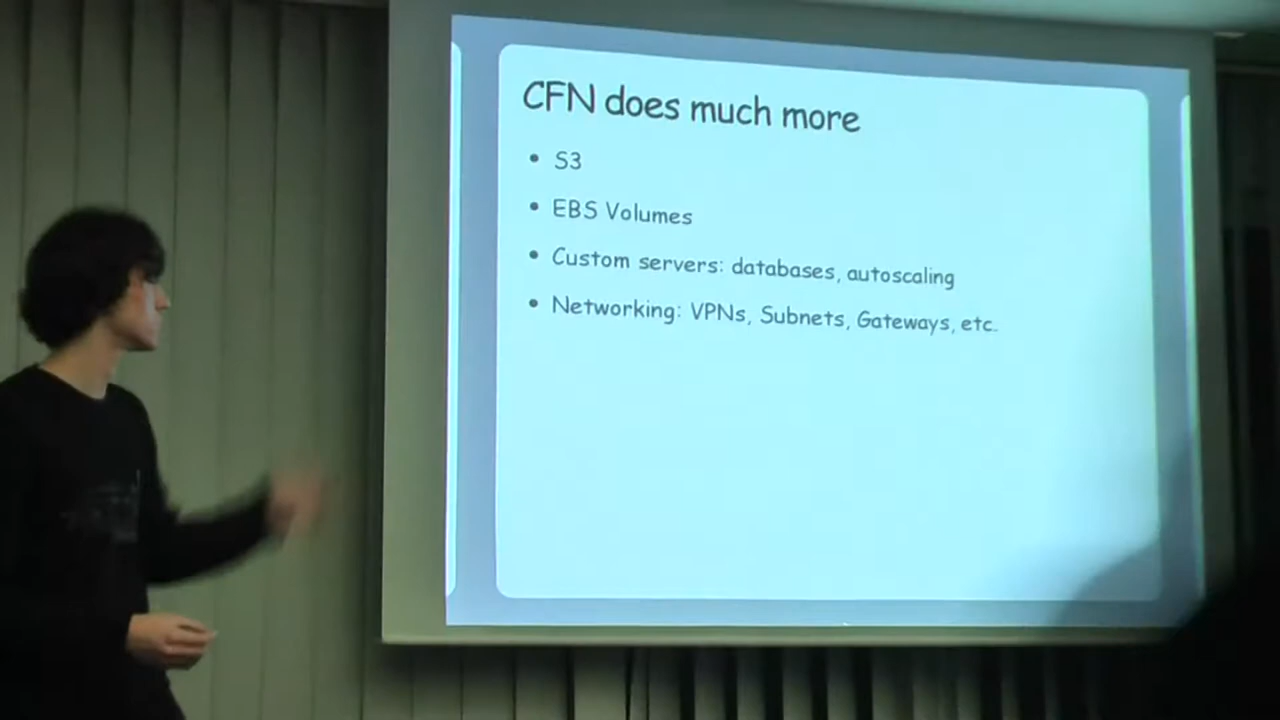 CFN does much more
• S3
• EBS Volumes
• Custom servers: databases, autoscaling
• Networking: VPNs, Subnets, Gateways, etc.